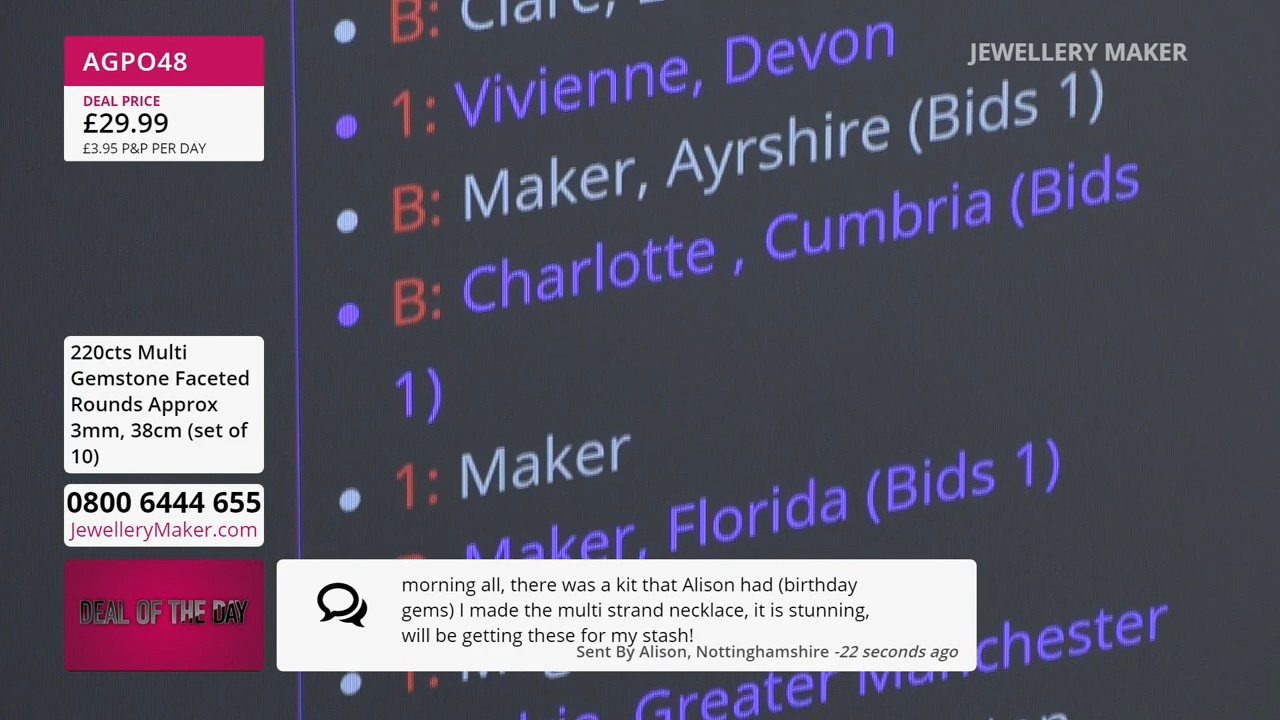 AGPO48
DEAL PRICE
£29.99
£3.95 P&P PER DAY
JEWELLERY MAKER
B: Clare,
1: Vivienne, Devon
B: Maker, Ayrshire (Bids 1)
B: Charlotte , Cumbria (Bids
1)
1: Maker
Maker, Florida (Bids 1)
1:
Greater Manchester
220cts Multi
Gemstone Faceted
Rounds Approx
3mm, 38cm (set of
10)
0800 6444 655
JewelleryMaker.com
DEAL OF THE DAY
morning all, there was a kit that Alison had (birthday
gems) I made the multi strand necklace, it is stunning,
will be getting these for my stash!
Sent By Alison, Nottinghamshire -22 seconds ago